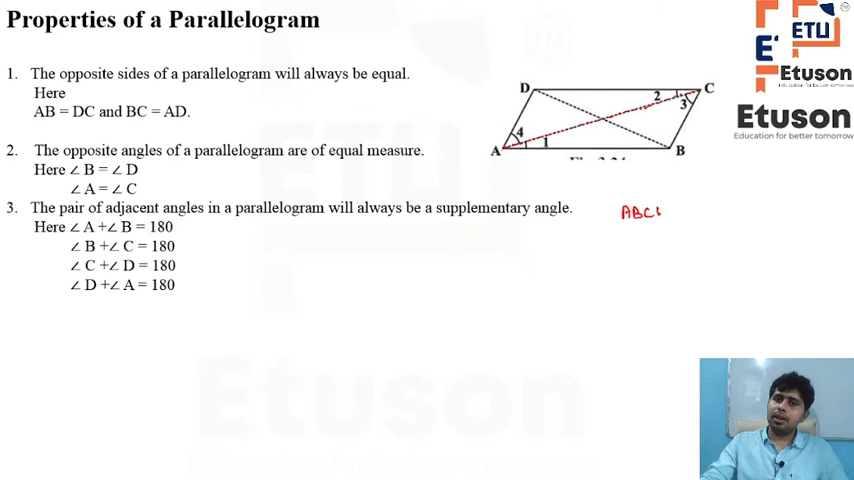 Properties of a Parallelogram
1. The opposite sides of a parallelogram will always be equal.
Here
AB = DC and BC = AD.
2. The opposite angles of a parallelogram are of equal measure.
Here ∠ B = ∠ D
∠ A = ∠ C
3. The pair of adjacent angles in a parallelogram will always be a supplementary angle.
Here ∠ A +∠ B = 180
∠ B +∠ C = 180
∠ C +∠ D = 180
∠ D +∠ A = 180
D 2 C
3
4
A 1 B
ABC
ETU
TM
E
Etuson
Etuson
Education for better tomorrow
Etuson